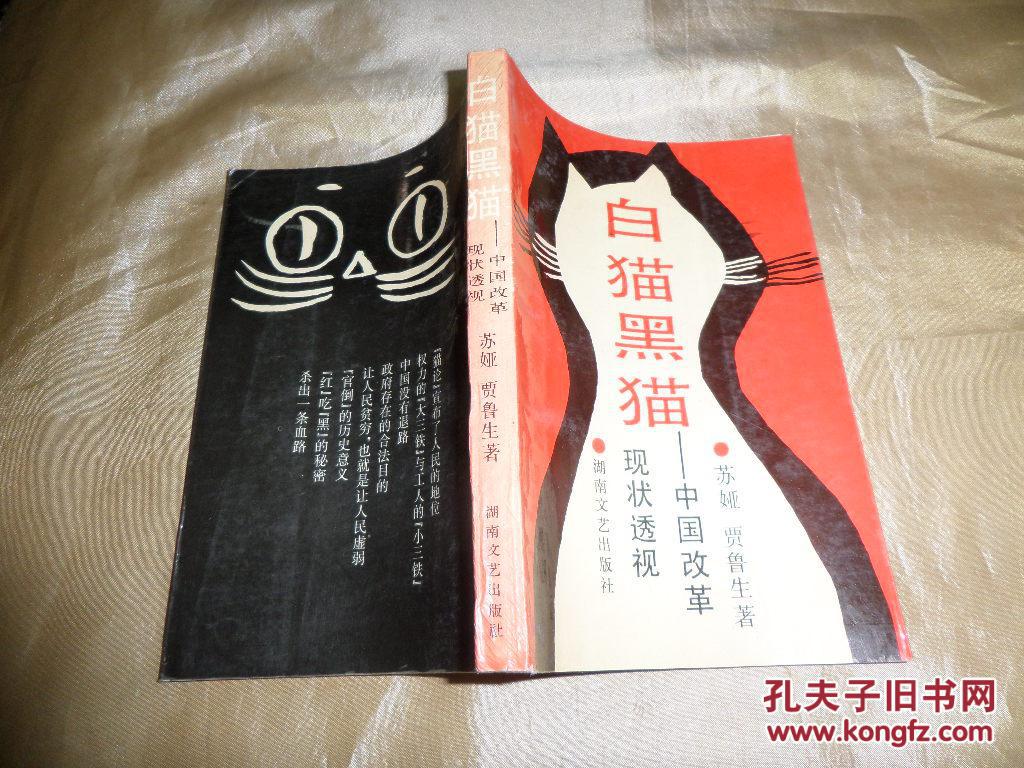 白猫黑猫
——中国改革
现状透视
苏娅 贾鲁生著
湖南文艺出版社
白猫黑猫
——中国改革
现状透视
苏娅 贾鲁生著
湖南文艺出版社
“猫论”宣布了人民的地位
权力的“大三铁”与工人的“小三铁”
中国没有退路
政府存在的合法目的
让人民贫穷，也就是让人民虚弱
“官倒”的历史意义
“红”吃“黑”的秘密
杀出一条血路
孔夫子旧书网
www.kongfz.com